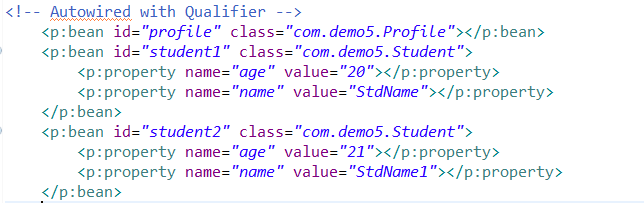 <!-- Autowired with Qualifier -->
<p:bean id="profile" class="com.demo5.Profile"></p:bean>
<p:bean id="student1" class="com.demo5.Student">
<p:property name="age" value="20"></p:property>
<p:property name="name" value="StdName"></p:property>
</p:bean>
<p:bean id="student2" class="com.demo5.Student">
<p:property name="age" value="21"></p:property>
<p:property name="name" value="StdName1"></p:property>
</p:bean>